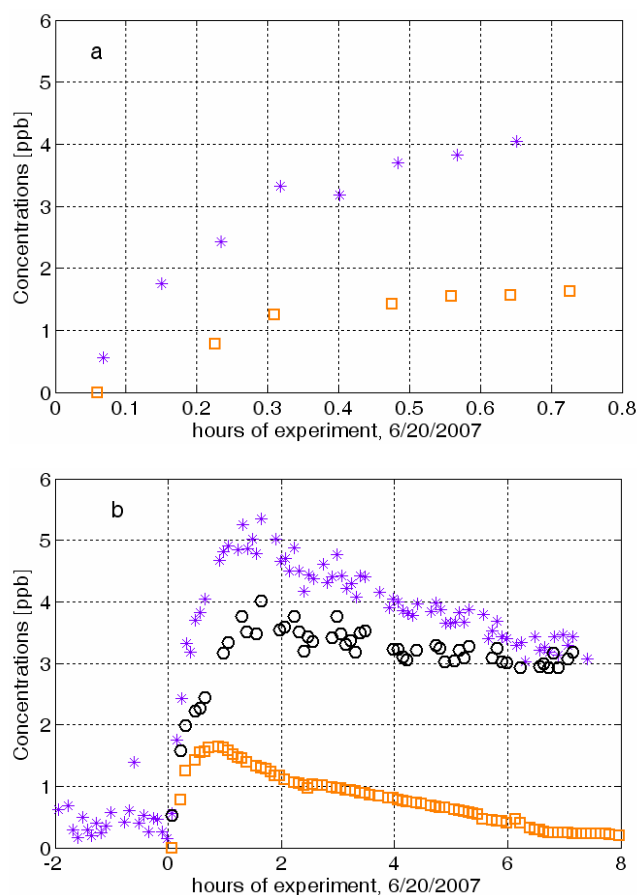 a
Concentrations [ppb]
6
5
4
3
2
1
0
0 0.1 0.2 0.3 0.4 0.5 0.6 0.7 0.8
hours of experiment, 6/20/2007
b
Concentrations [ppb]
6
5
4
3
2
1
0
-2 0 2 4 6 8
hours of experiment, 6/20/2007